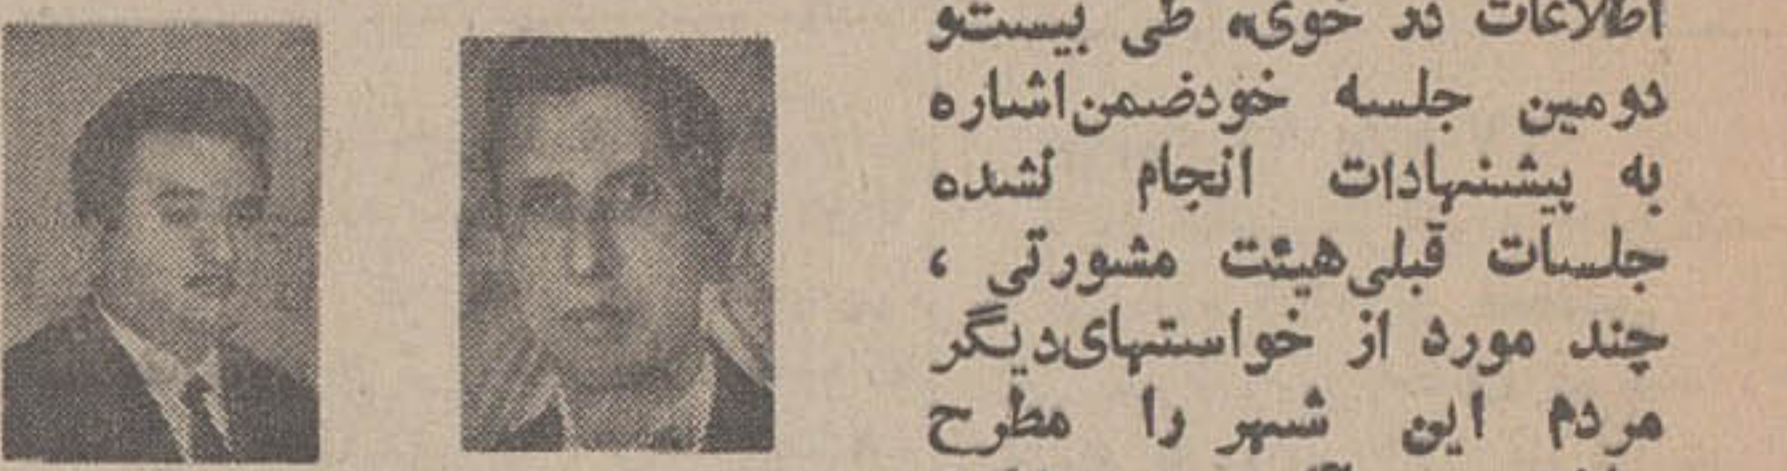 اطلاعات در خوی، طی بیست‌و
دومین جلسه خودضمن‌اشاره
به پیشنهادات انجام نشده
جلسات قبلی‌هیئت مشورتی ،
چند مورد از خواستهای‌دیگر
مردم این شهر را مطرح